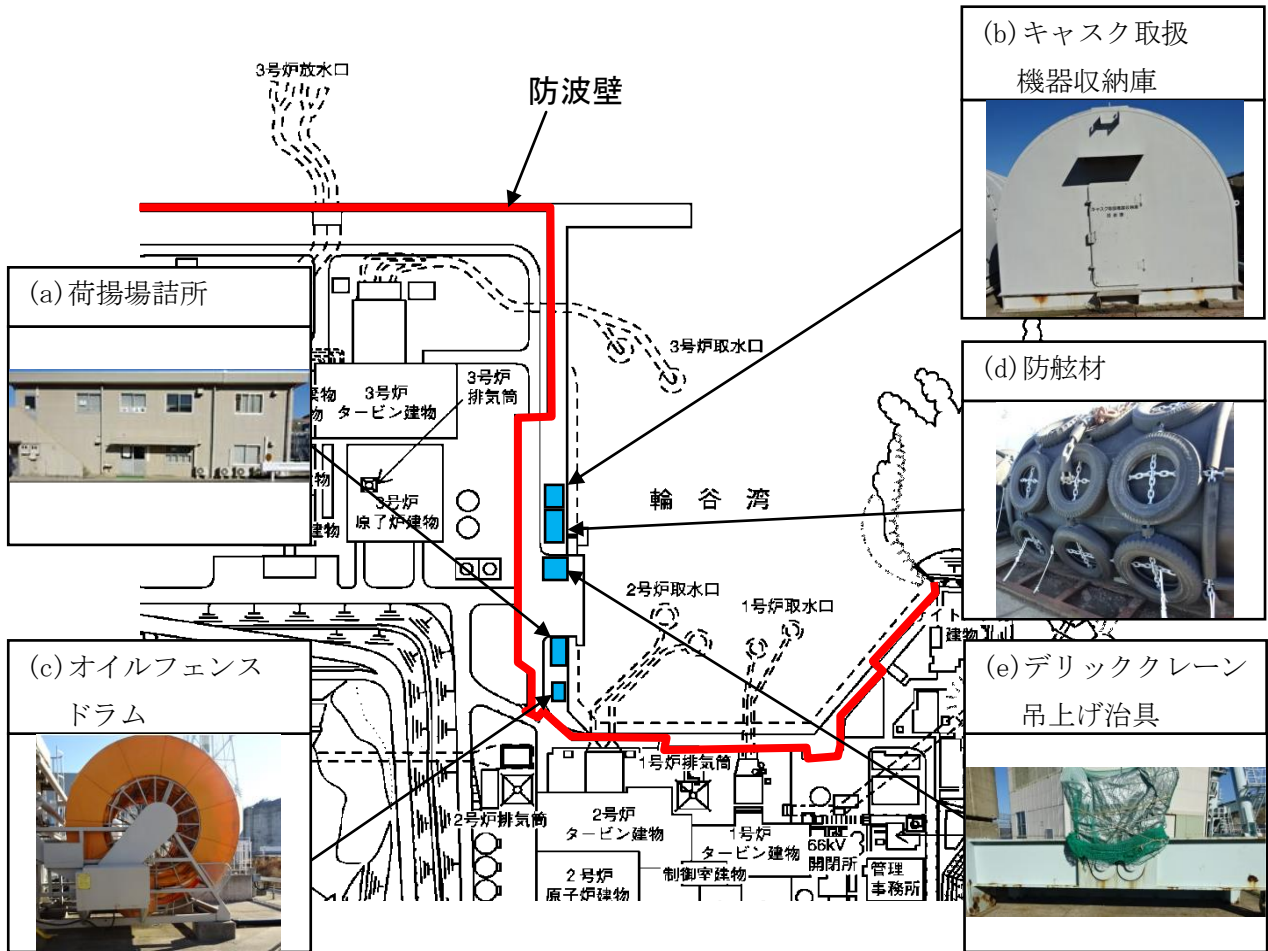 (b)キャスク取扱
機器収納庫
3号炉放水口
防波壁
(a)荷揚場詰所
3号炉取水口
(d)防舷材
3号炉
タービン建物
3号炉
排気筒
3号炉
原子炉建物
建物
輪谷湾
2号炉取水口
1号炉取水口
建物
(c)オイルフェンス
ドラム
(e)デリッククレーン
吊上げ治具
1号炉排気筒
2号炉排気筒
2号炉
タービン建物
1号炉
タービン建物
制御室建物
66kV
開閉所
管理
事務所
2号炉
原子炉建物